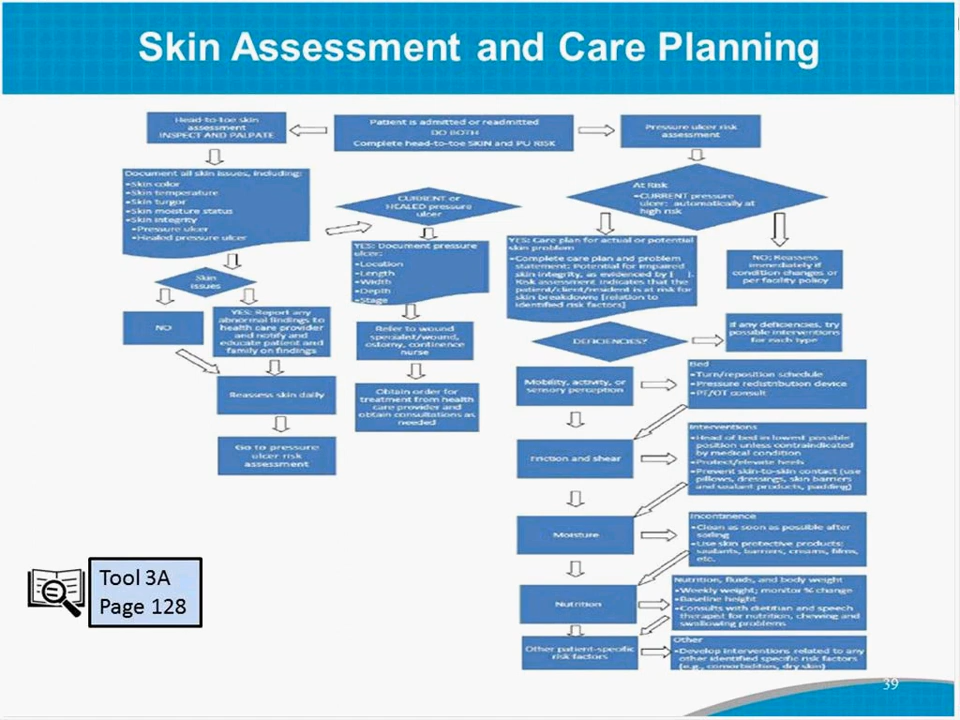 Skin Assessment and Care Planning
Patient is admitted or readmitted
DO BOTH
Complete head-to-toe SKIN and PU RISK
Head-to-toe skin
assessment
INSPECT AND PALPATE
Document all skin issues, including:
•Skin color
•Skin temperature
•Skin turgor
•Skin moisture status
•Skin integrity
•Pressure ulcer
•Healed pressure ulcer
Skin
issues
NO
YES: Report any
abnormal findings to
health care provider
and notify and
educate patient and
family on findings
Reassess skin daily
Go to pressure
ulcer risk
assessment
CURRENT or
HEALED pressure
ulcer
YES: Document pressure
ulcer:
•Location
•Length
•Width
•Depth
•Stage
Refer to wound
specialist/wound,
ostomy, continence
nurse
Obtain order for
treatment from health
care provider and
obtain consultations as
needed
Pressure ulcer risk
assessment
At Risk
•CURRENT pressure
ulcer: automatically at
high risk
YES: Care plan for actual or potential
skin problem
•Complete care plan and problem
statement: Potential for impaired
skin integrity, as evidenced by [ ].
Risk assessment indicates that the
patient/client/resident is at risk for
skin breakdown [relation to
identified risk factors]
NO: Reassess
immediately if
condition changes or
per facility policy
DEFICIENCIES?
If any deficiencies, try
possible interventions
for each type
Mobility, activity, or
sensory perception
Bed
•Turn/reposition schedule
•Pressure redistribution device
•PT/OT consult
Friction and shear
Interventions
•Head of bed in lowest possible
position unless contraindicated
by medical condition
•Protect/elevate heels
•Prevent skin-to-skin contact (use
pillows, dressings, skin barriers
and sealant products, padding)
Moisture
Incontinence
•Clean as soon as possible after
soiling
•Use skin protective products:
sealants, barriers, creams, films,
etc.
Nutrition
Nutrition, fluids, and body weight
•Weekly weight; monitor % change
•Baseline height
•Consults with dietitian and speech
therapist for nutrition, chewing and
swallowing problems
Other patient-specific
risk factors
Other
•Develop interventions related to any
other identified specific risk factors
(e.g., comorbidities, dry skin)
Tool 3A
Page 128
39